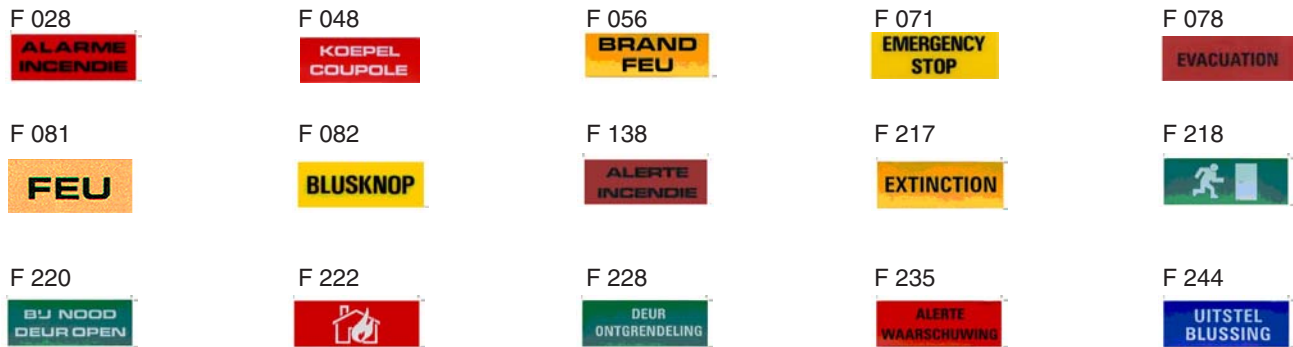 F 028 F 048 F 056 F 071 F 078
ALARME
INCENDIE
KOEPEL
COUPOLE
BRAND
FEU
EMERGENCY
STOP
EVACUATION
F 081 F 082 F 138 F 217 F 218
FEU
BLUSKNOP
ALERTE
INCENDIE
EXTINCTION
F 220 F 222 F 228 F 235 F 244
BIJ NOOD
DEUR OPEN
DEUR
ONTGRENDELING
ALERTE
WAARSCHUWING
UITSTEL
BLUSSING